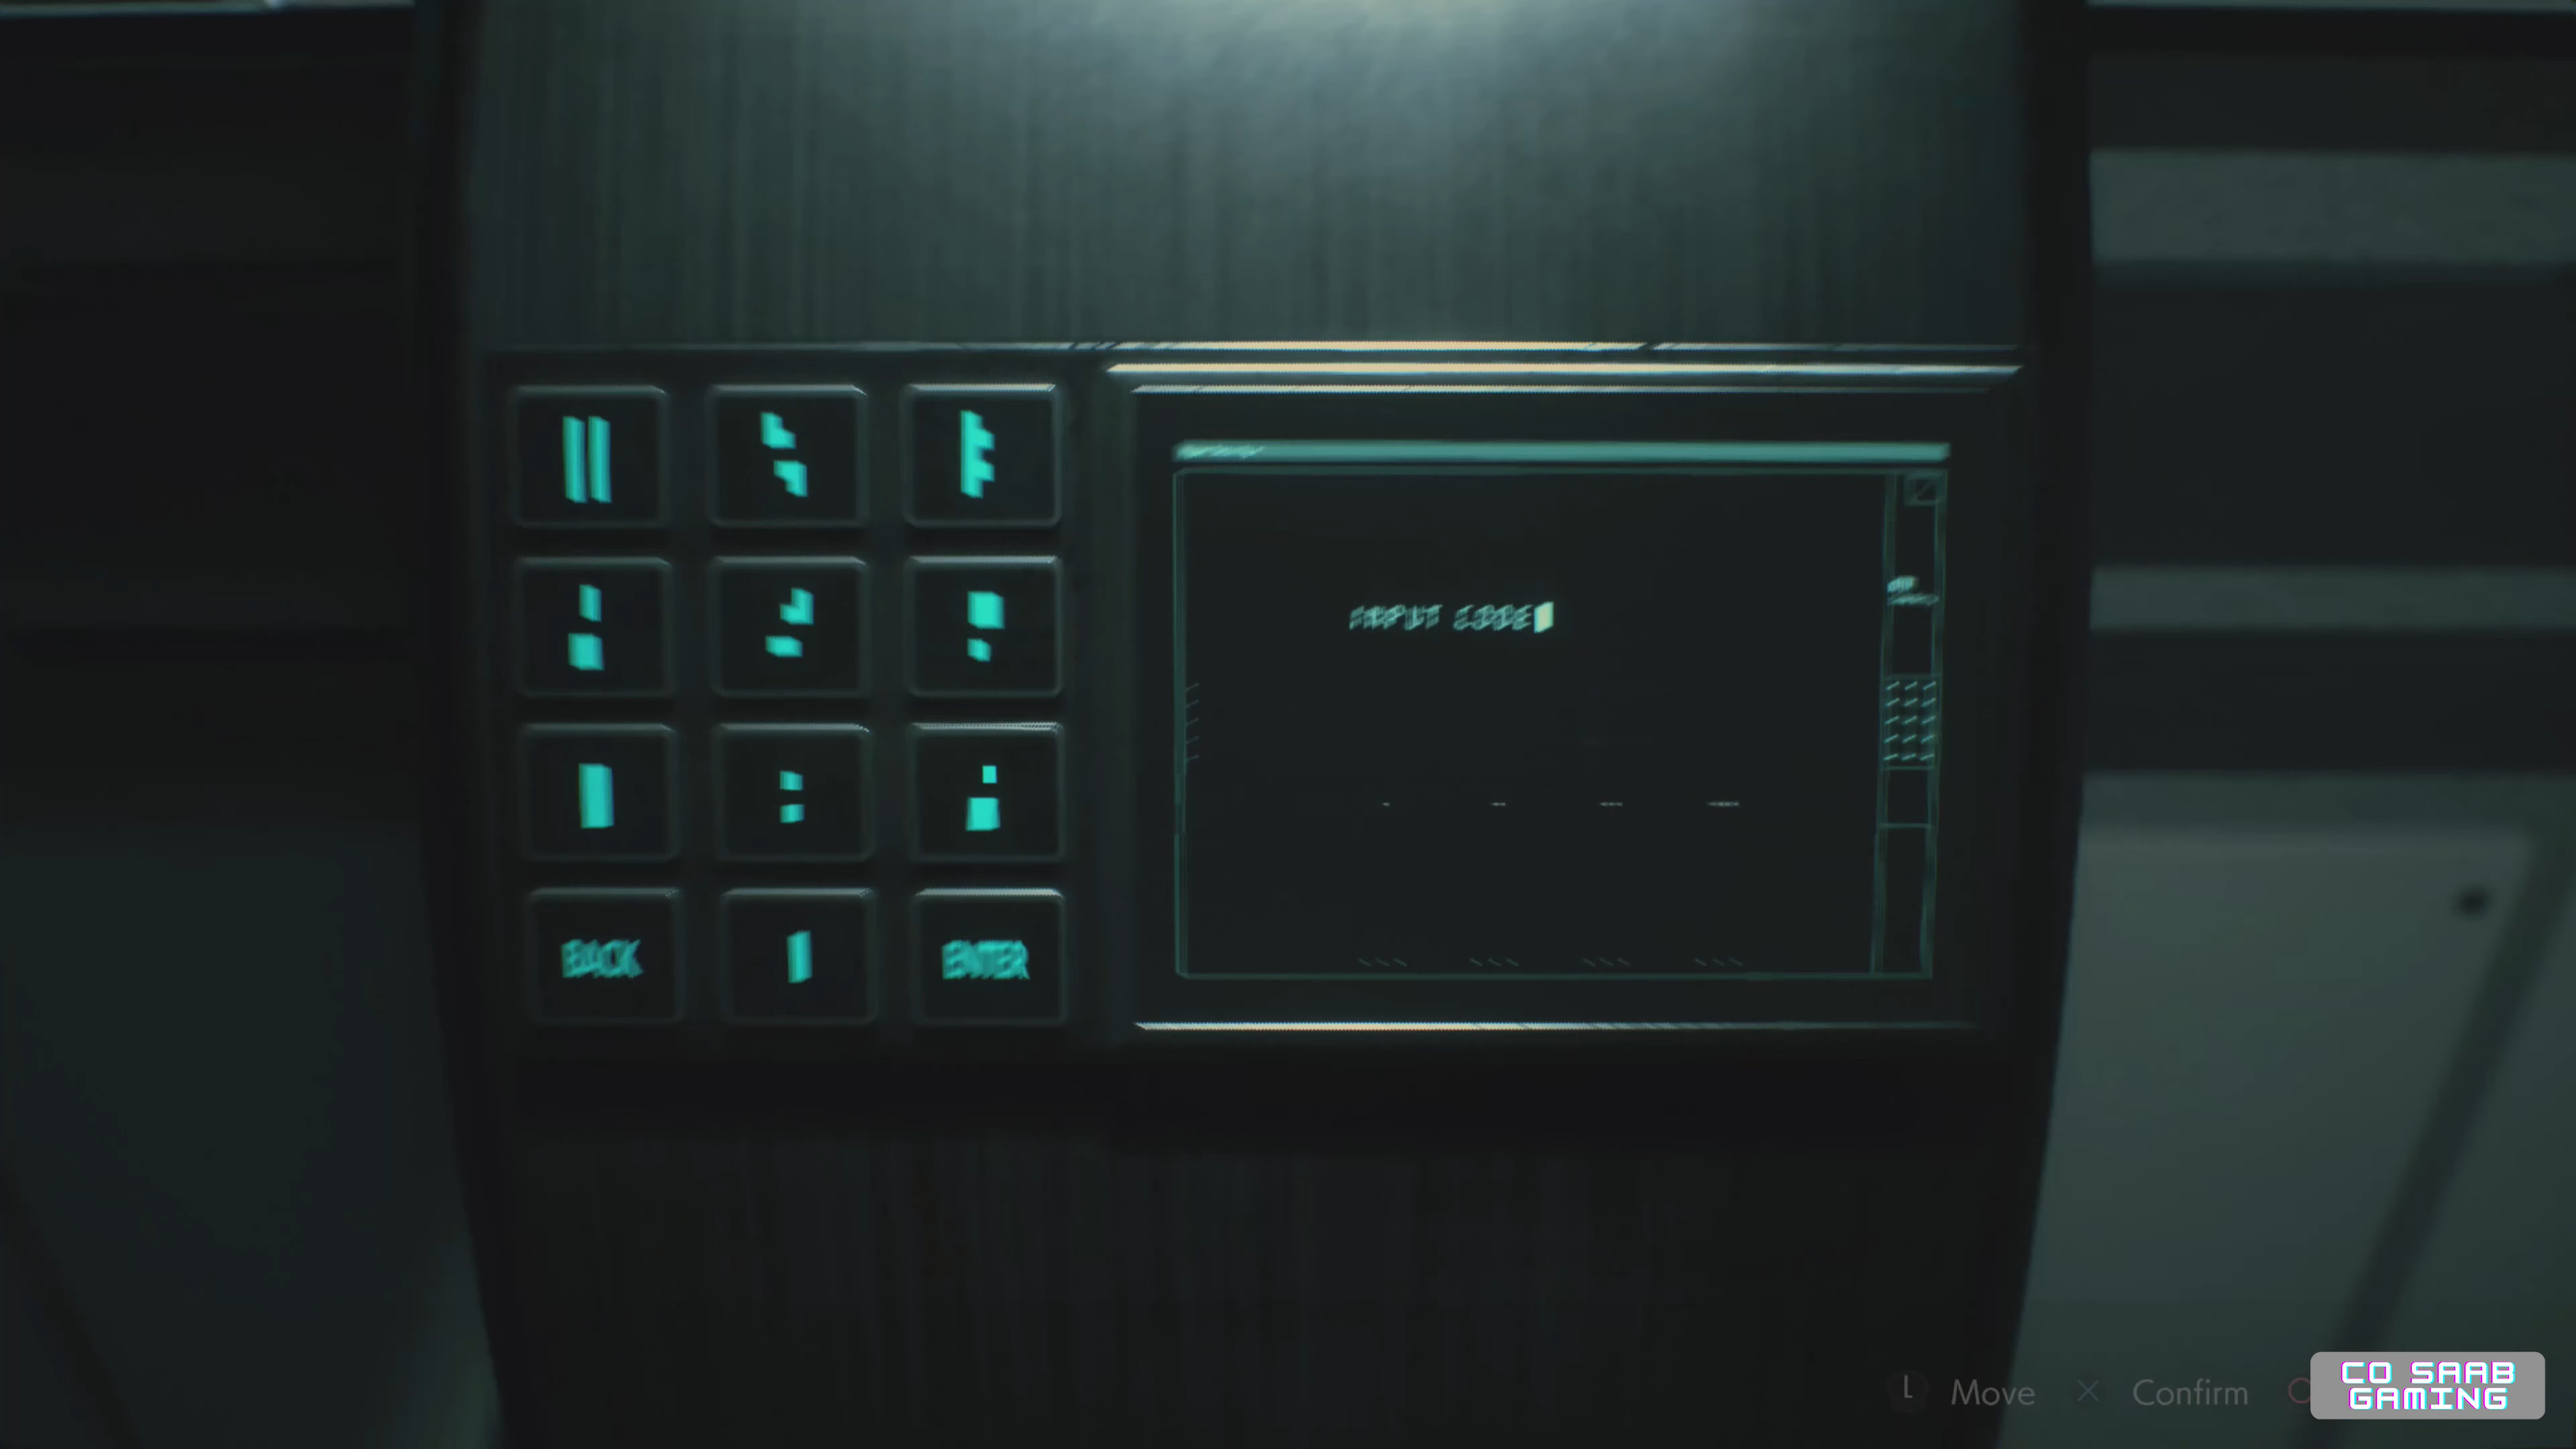 INPUT CODE
BACK
ENTER
L Move X Confirm
CO SAAB
GAMING